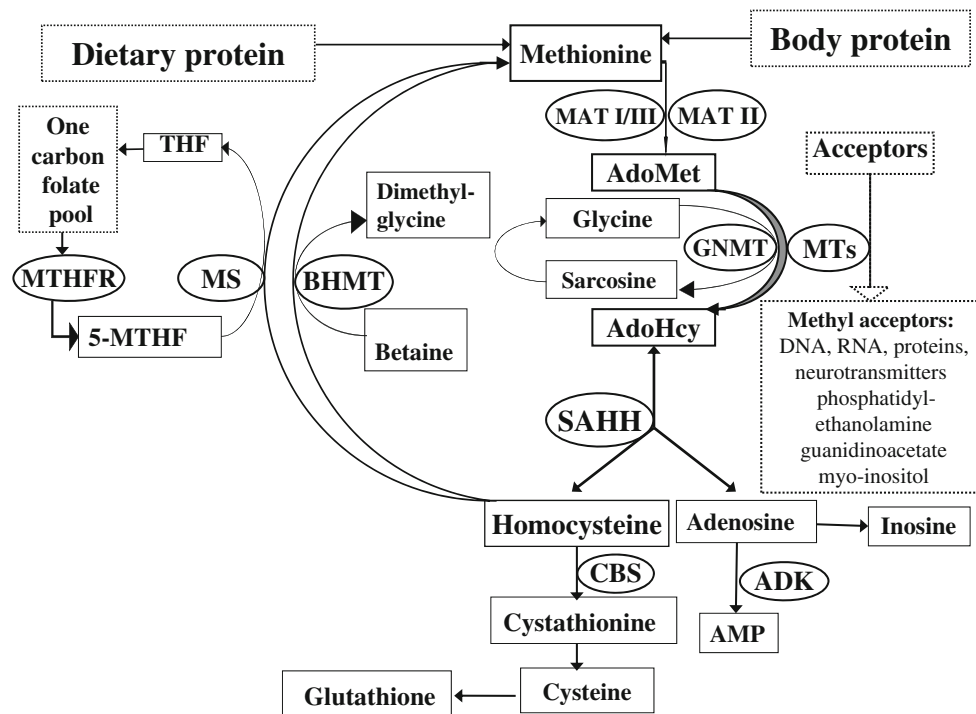 Dietary protein
Methionine
Body protein
MAT I/III
MAT II
One
carbon
folate
pool
THF
Acceptors
AdoMet
Dimethyl-
glycine
Glycine
GNMT
MTs
MTHFR
MS
BHMT
Sarcosine
5-MTHF
Betaine
AdoHcy
Methyl acceptors:
DNA, RNA, proteins,
neurotransmitters
phosphatidyl-
ethanolamine
guanidinoacetate
myo-inositol
SAHH
Homocysteine
Adenosine
Inosine
CBS
ADK
Cystathionine
AMP
Glutathione
Cysteine